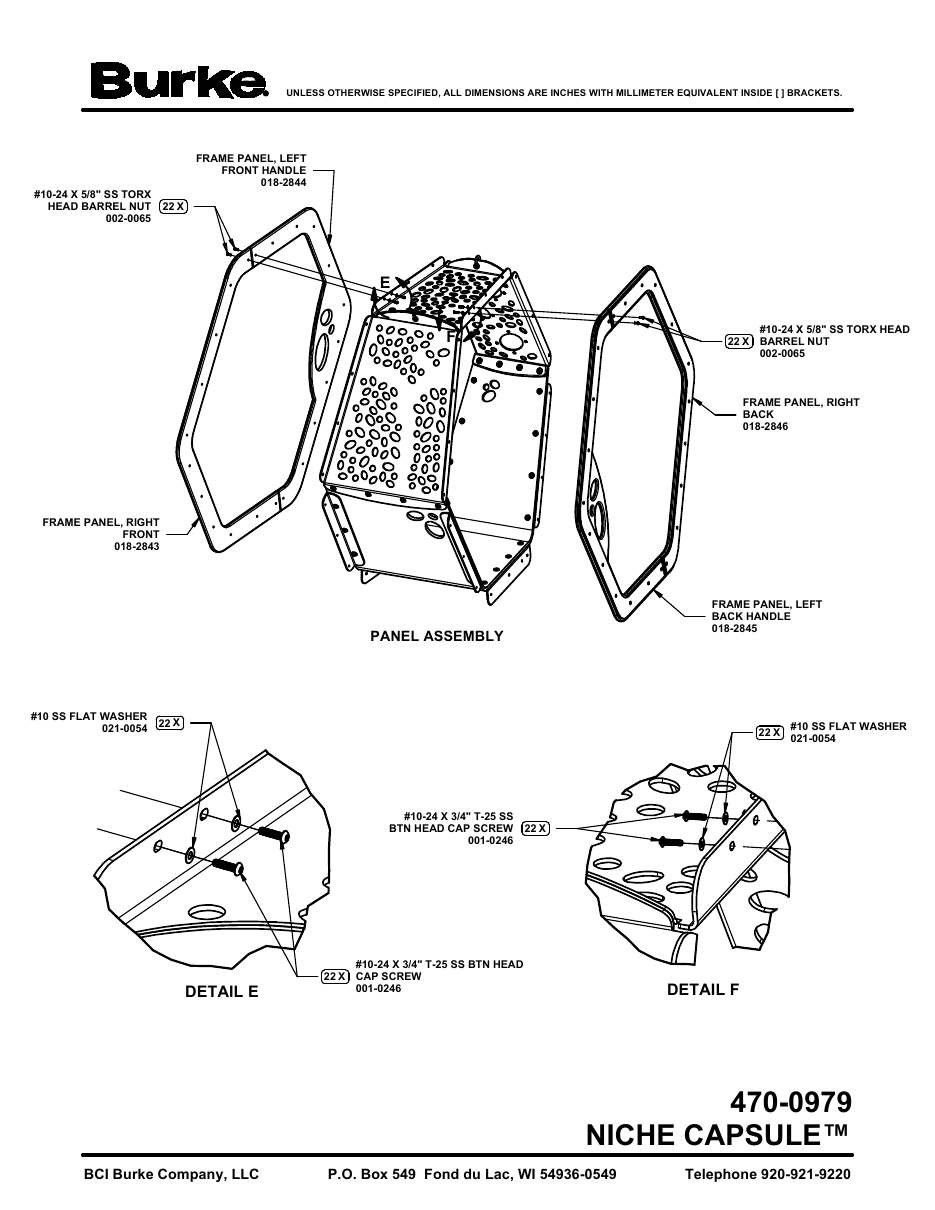 Burke®
UNLESS OTHERWISE SPECIFIED, ALL DIMENSIONS ARE INCHES WITH MILLIMETER EQUIVALENT INSIDE [ ] BRACKETS.
FRAME PANEL, LEFT
FRONT HANDLE
018-2844
#10-24 X 5/8" SS TORX
HEAD BARREL NUT
002-0065
22 X
E
F
#10-24 X 5/8" SS TORX HEAD
BARREL NUT
002-0065
22 X
FRAME PANEL, RIGHT
BACK
018-2846
FRAME PANEL, RIGHT
FRONT
018-2843
FRAME PANEL, LEFT
BACK HANDLE
018-2845
PANEL ASSEMBLY
#10 SS FLAT WASHER
021-0054
22 X
22 X
#10 SS FLAT WASHER
021-0054
#10-24 X 3/4" T-25 SS
BTN HEAD CAP SCREW
001-0246
22 X
22 X
#10-24 X 3/4" T-25 SS BTN HEAD
CAP SCREW
001-0246
DETAIL E
DETAIL F
470-0979
NICHE CAPSULE™
BCI Burke Company, LLC
P.O. Box 549 Fond du Lac, WI 54936-0549
Telephone 920-921-9220